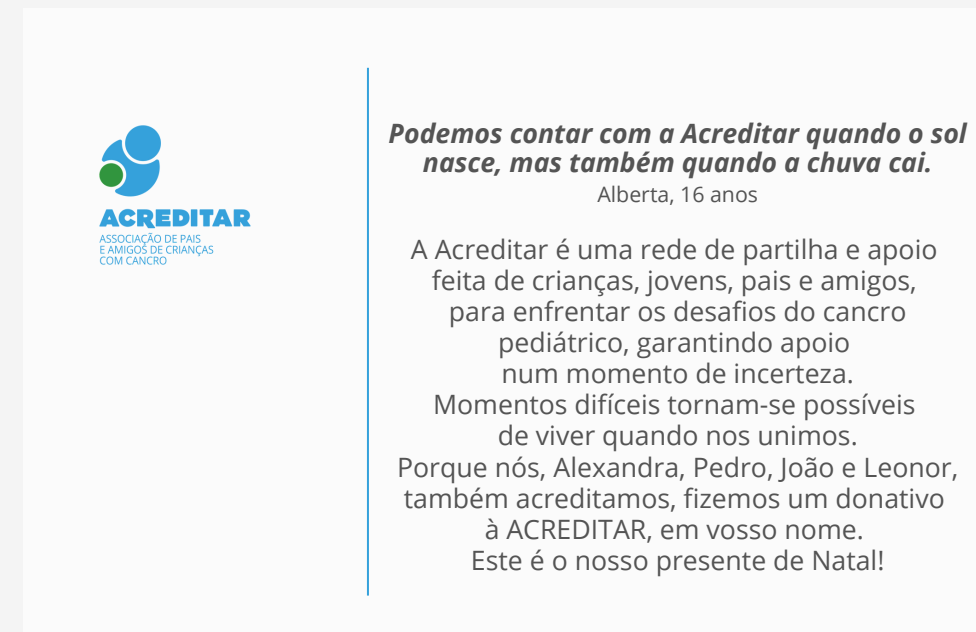 ACREDITAR
ASSOCIAÇÃO DE PAIS
E AMIGOS DE CRIANÇAS
COM CANCRO
Podemos contar com a Acreditar quando o sol
nasce, mas também quando a chuva cai.
Alberta, 16 anos
A Acreditar é uma rede de partilha e apoio
feita de crianças, jovens, pais e amigos,
para enfrentar os desafios do cancro
pediátrico, garantindo apoio
num momento de incerteza.
Momentos difíceis tornam-se possíveis
de viver quando nos unimos.
Porque nós, Alexandra, Pedro, João e Leonor,
também acreditamos, fizemos um donativo
à ACREDITAR, em vosso nome.
Este é o nosso presente de Natal!